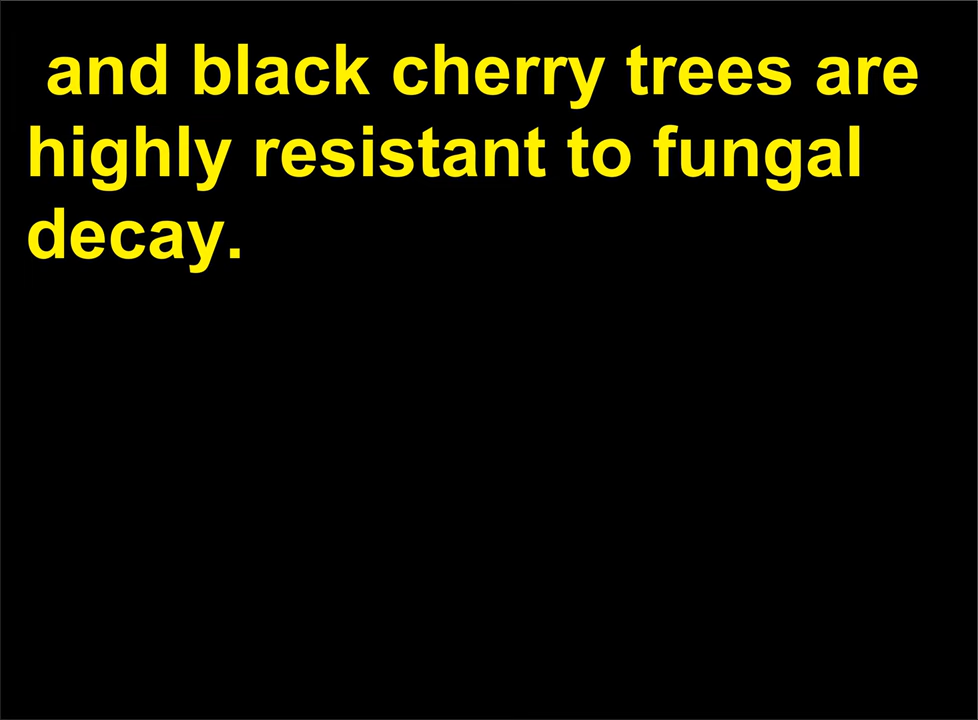 and black cherry trees are
highly resistant to fungal
decay.